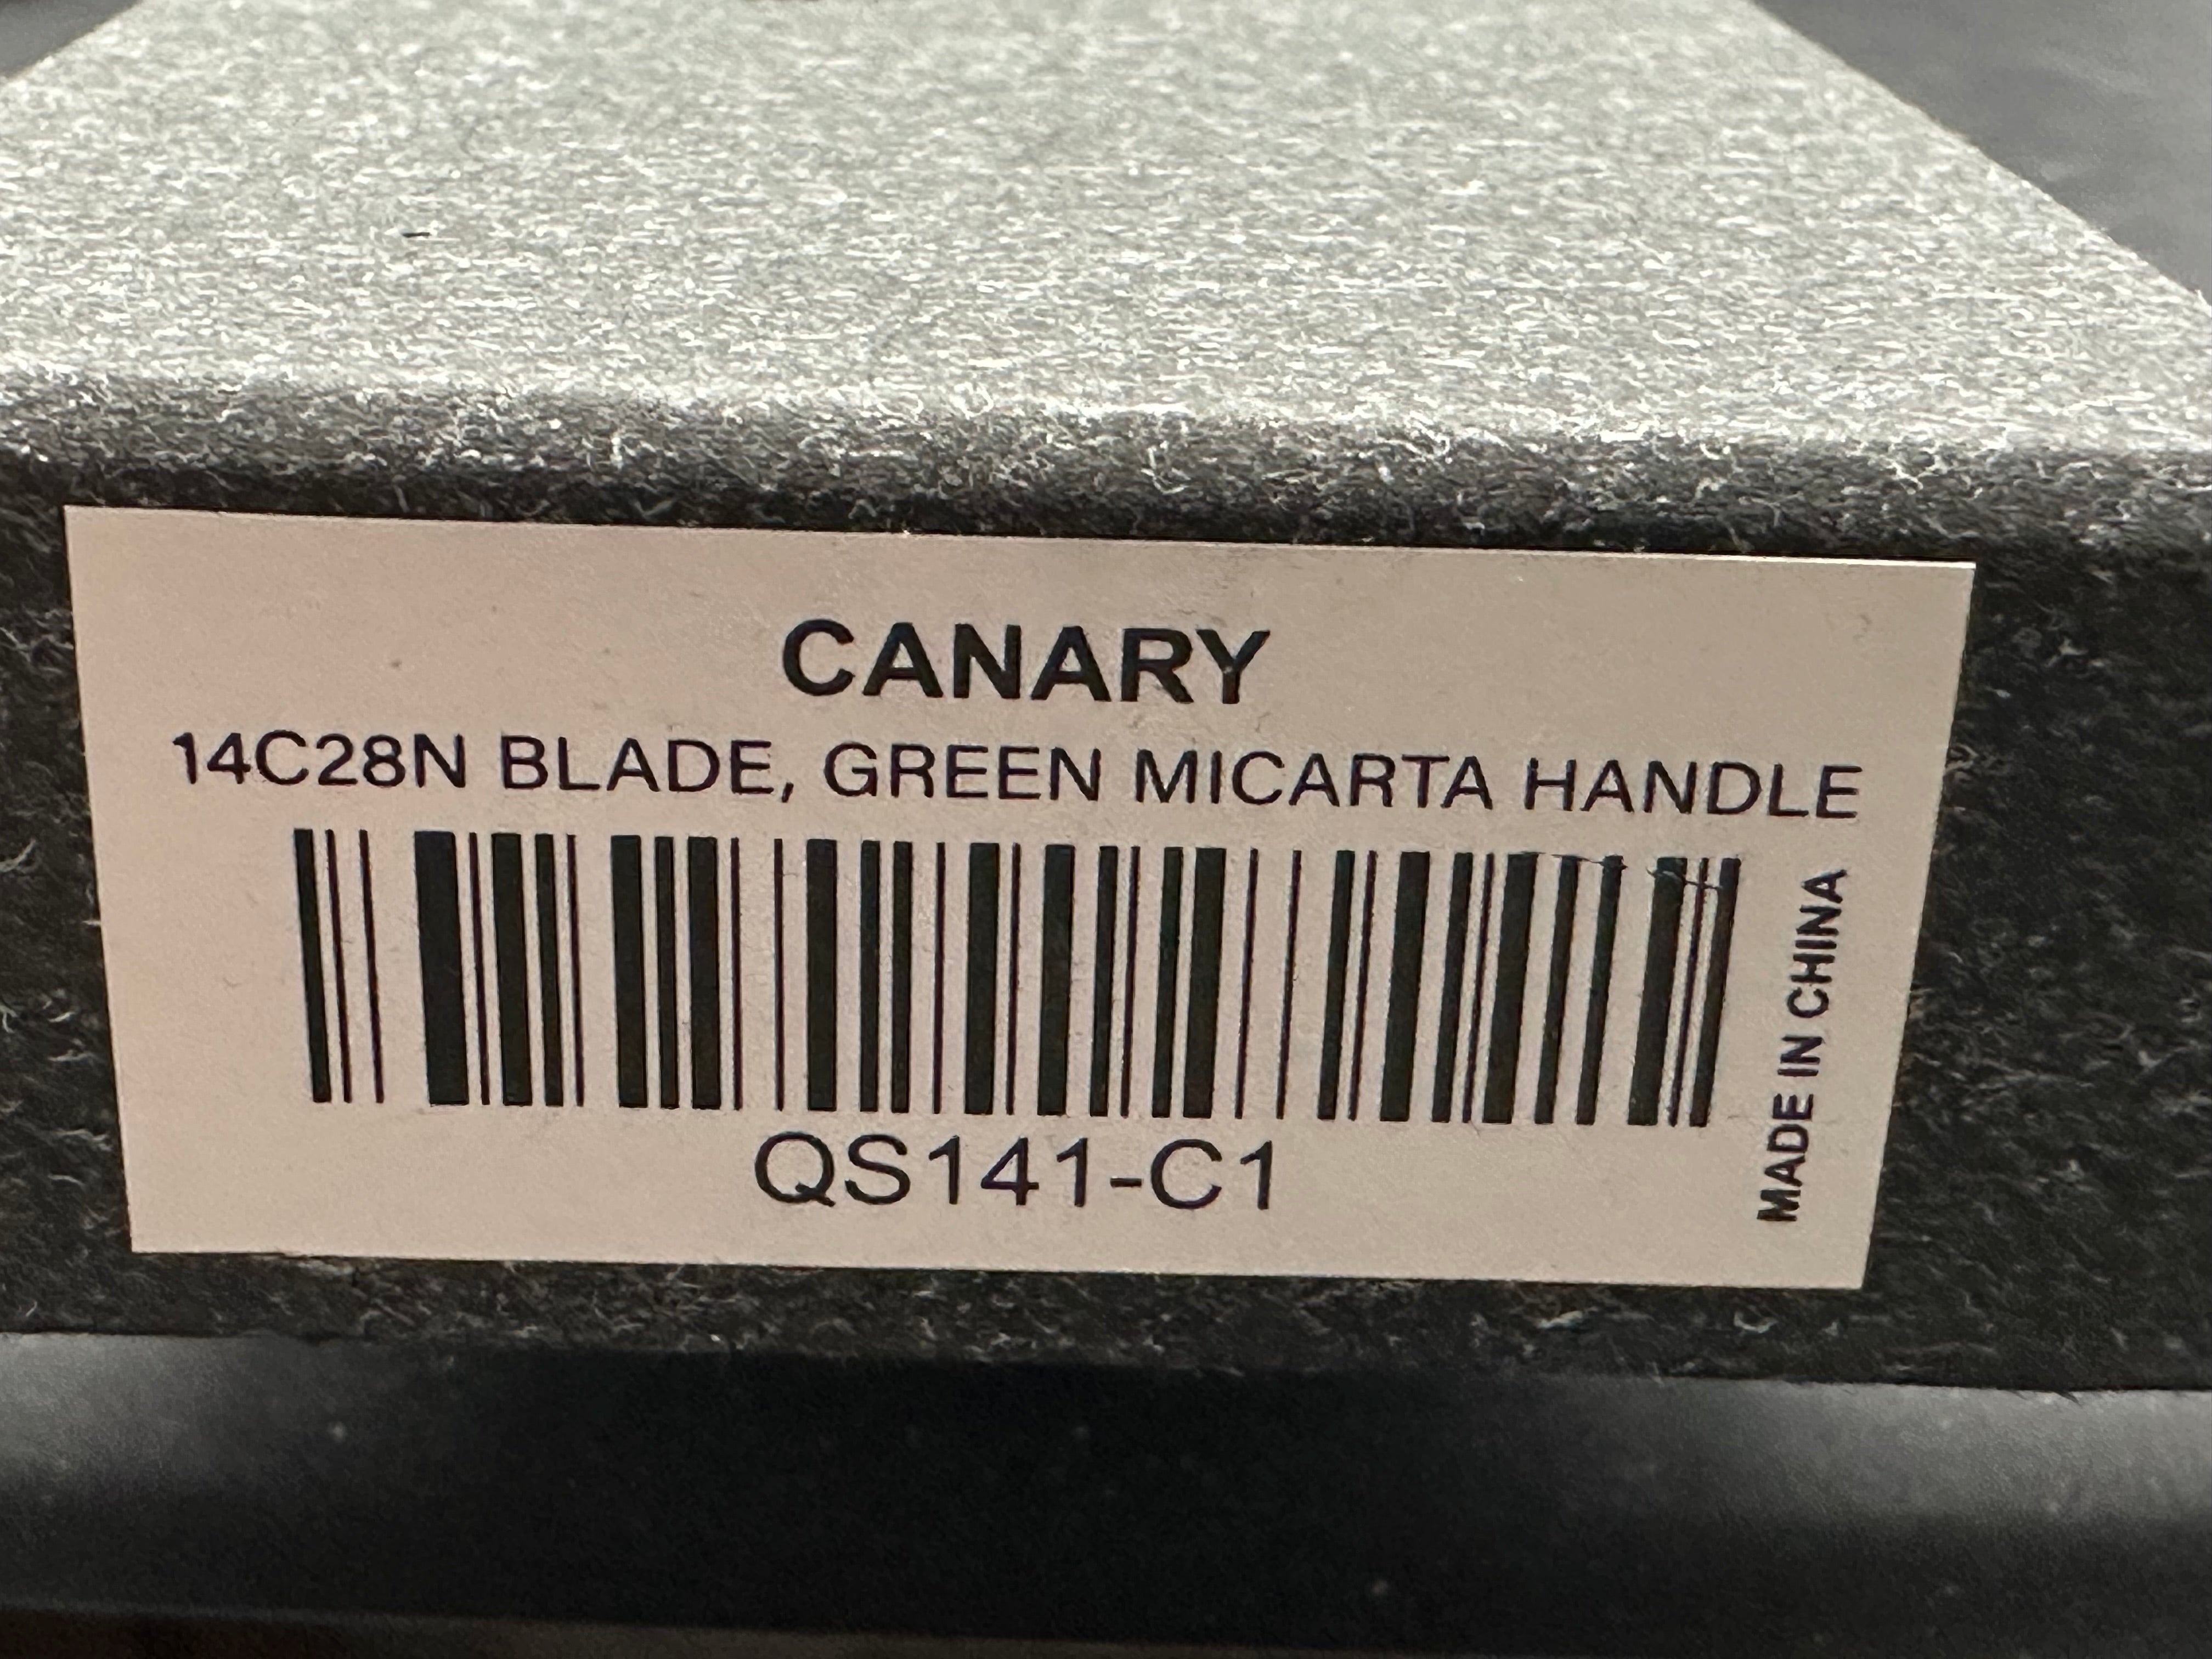 CANARY
14C28N BLADE, GREEN MICARTA HANDLE
QS141-C1
MADE IN CHINA